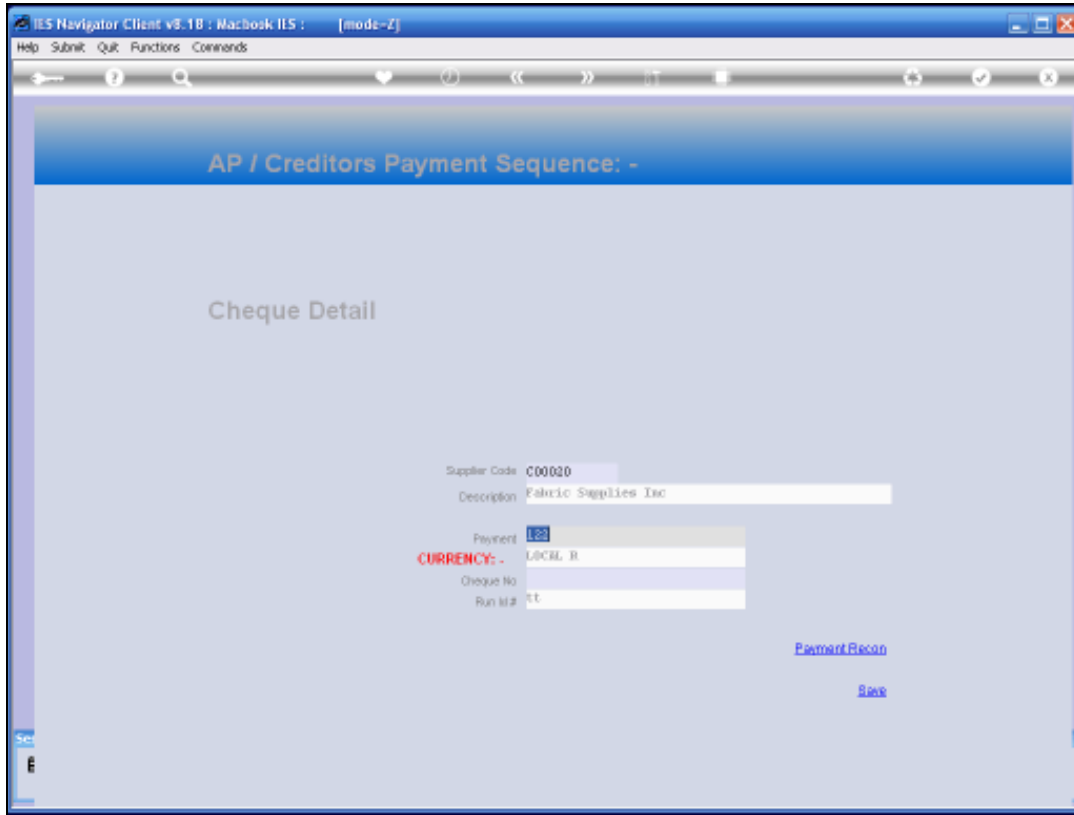 IES Navigator Client v8.18 : Macbook IES : [mode=Z]
Help Submit Quit Functions Commands
AP / Creditors Payment Sequence: -
Cheque Detail
Supplier Code C00020
Description Fabric Supplies Inc
Payment
CURRENCY: - LOCAL R
Cheque No
Run Id# tt
Payment Recon
Save